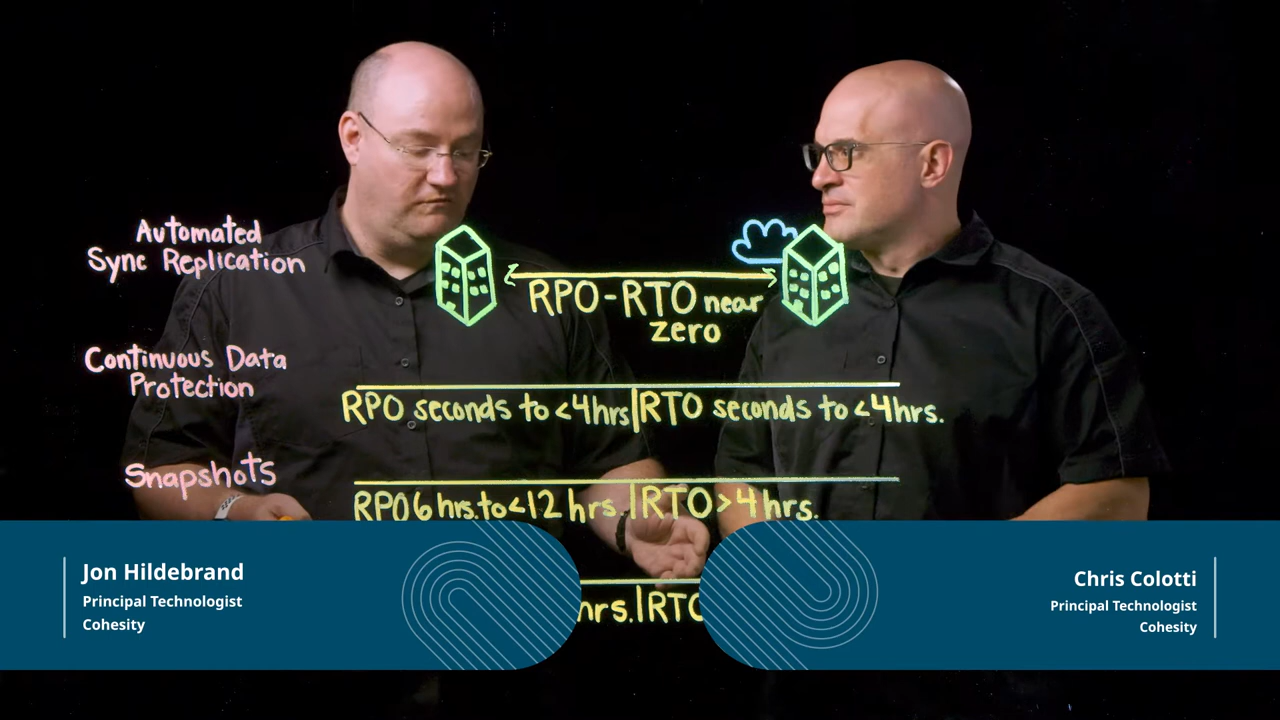 Automated
Sync Replication
RPO-RTO near
zero
Continuous Data
Protection
RPO seconds to <4hrs|RTO seconds to <4hrs.
Snapshots
RPO 6 hrs. to <12 hrs.|RTO >4 hrs.
hrs.|RTO
Jon Hildebrand
Principal Technologist
Cohesity
Chris Colotti
Principal Technologist
Cohesity